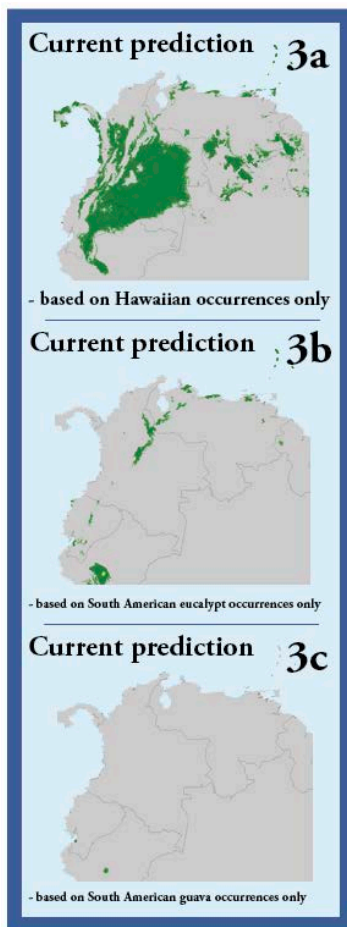 Current prediction
3a
- based on Hawaiian occurrences only
Current prediction
3b
- based on South American eucalypt occurrences only
Current prediction
3c
- based on South American guava occurrences only